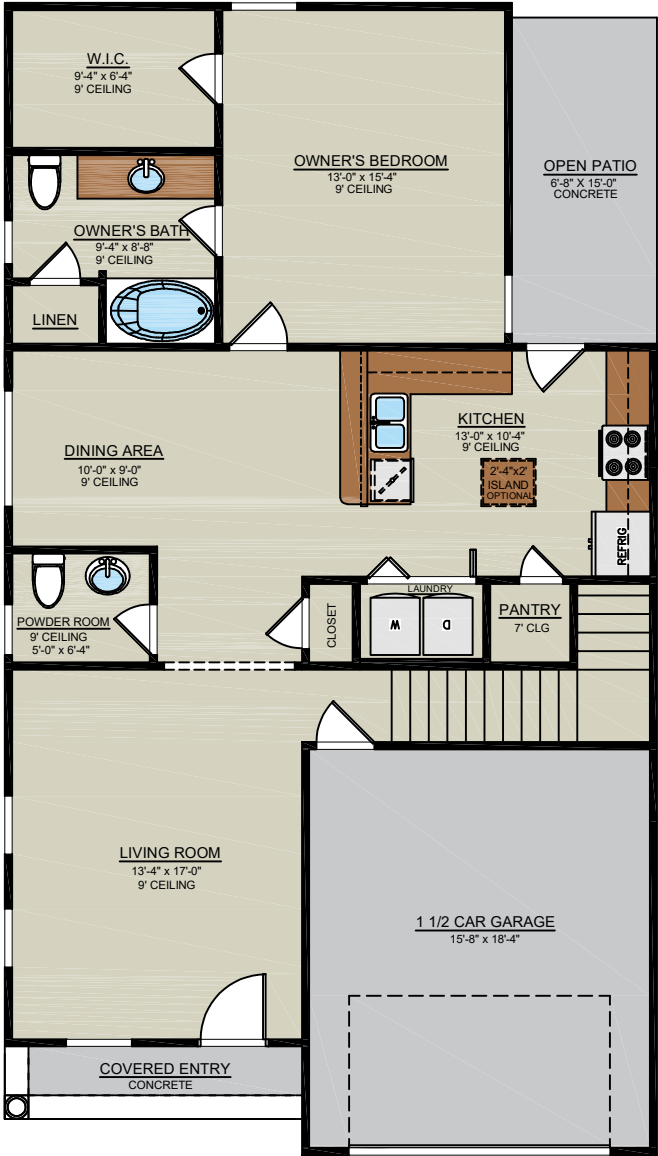 W.I.C.
9'-4" x 6'-4"
9' CEILING
OWNER'S BEDROOM
13'-0" x 15'-4"
9' CEILING
OPEN PATIO
6'-8" X 15'-0"
CONCRETE
OWNER'S BATH
9'-4" x 8'-8"
9' CEILING
LINEN
DINING AREA
10'-0" x 9'-0"
9' CEILING
KITCHEN
13'-0" x 10'-4"
9' CEILING
2'-4"x2'
ISLAND
OPTIONAL
REFRIG
POWDER ROOM
9' CEILING
5'-0" x 6'-4"
CLOSET
LAUNDRY
W
D
PANTRY
7' CLG
LIVING ROOM
13'-4" x 17'-0"
9' CEILING
1 1/2 CAR GARAGE
15'-8" x 18'-4"
COVERED ENTRY
CONCRETE